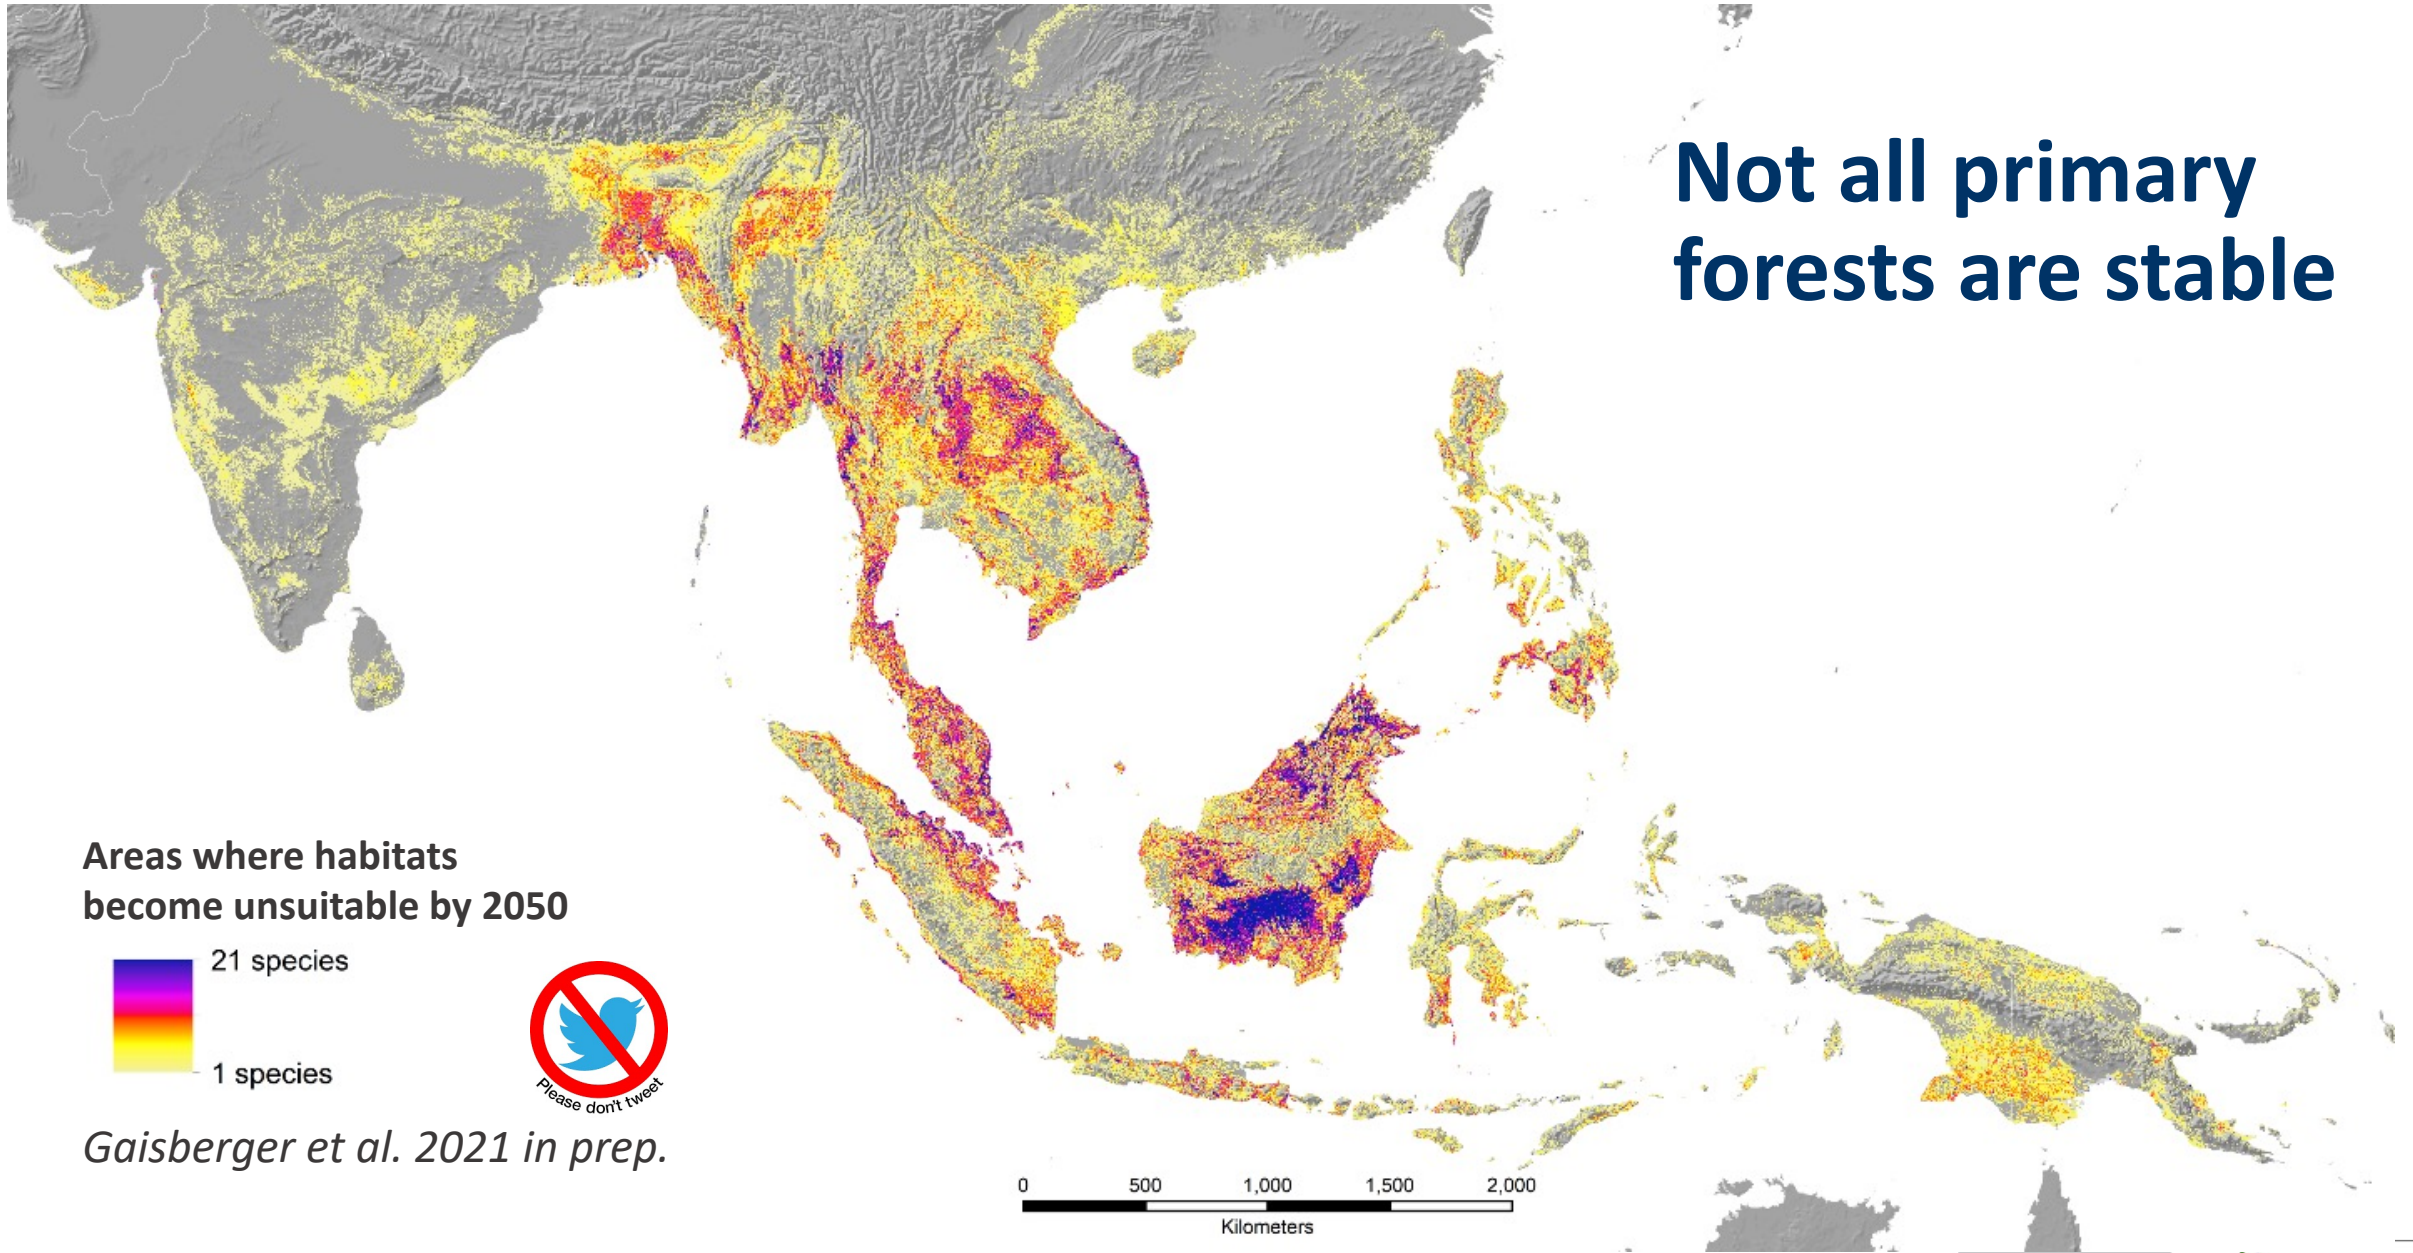 Not all primary
forests are stable
Areas where habitats
become unsuitable by 2050
21 species
1 species
Please don't tweet
Gaisberger et al. 2021 in prep.
0 500 1,000 1,500 2,000
Kilometers